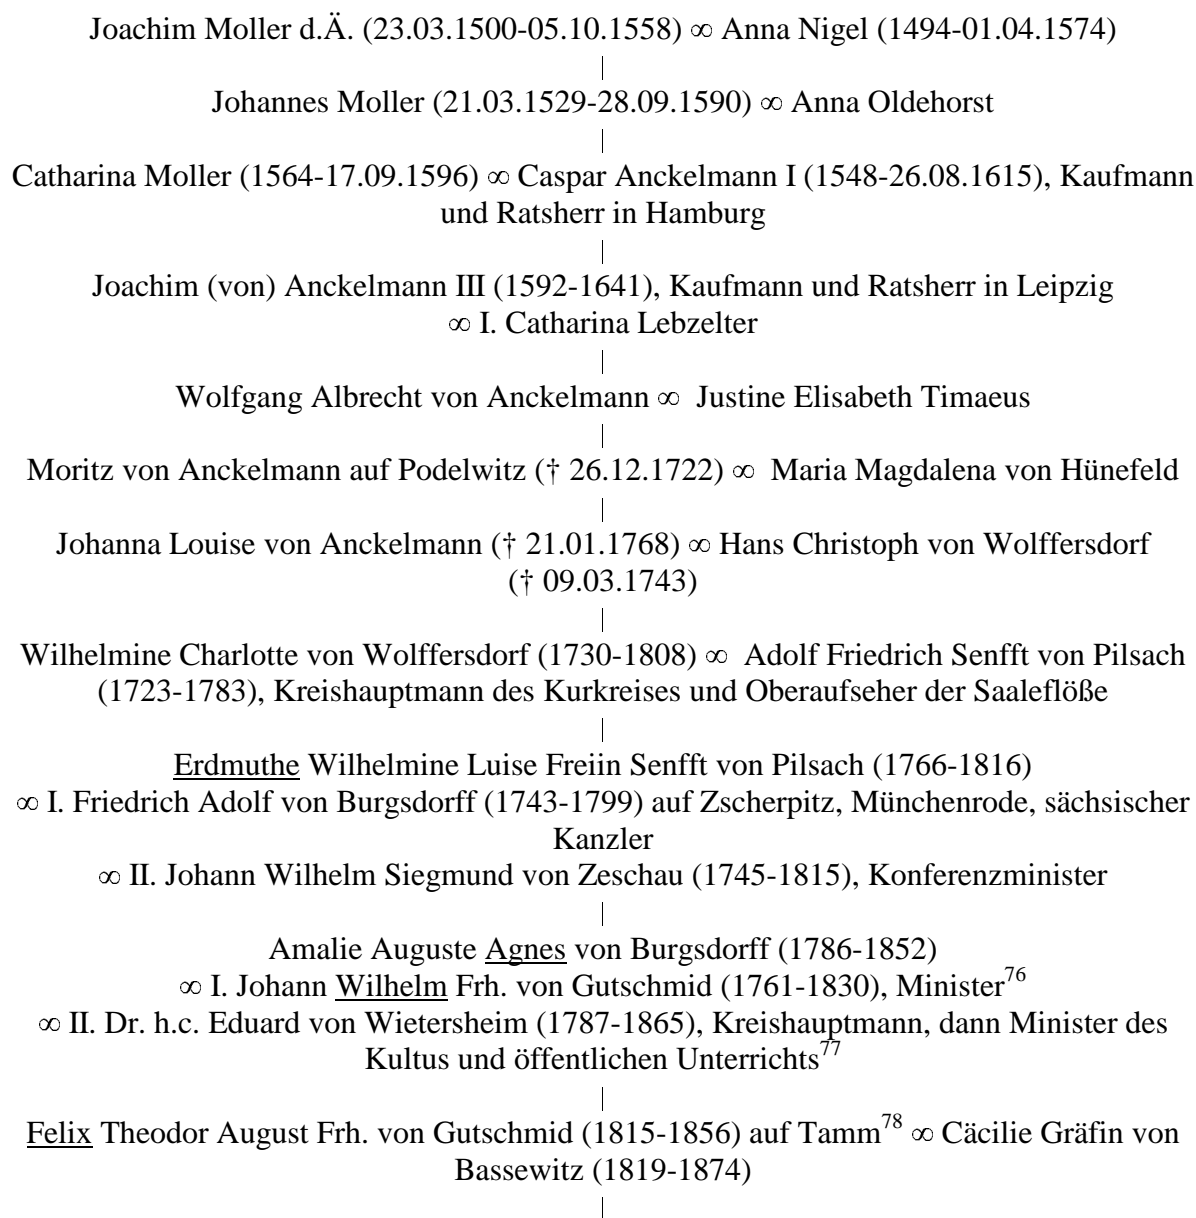 Joachim Moller d.Ä. (23.03.1500-05.10.1558) ∞ Anna Nigel (1494-01.04.1574)
Johannes Moller (21.03.1529-28.09.1590) ∞ Anna Oldehorst
Catharina Moller (1564-17.09.1596) ∞ Caspar Anckelmann I (1548-26.08.1615), Kaufmann
und Ratsherr in Hamburg
Joachim (von) Anckelmann III (1592-1641), Kaufmann und Ratsherr in Leipzig
∞ I. Catharina Lebzelter
Wolfgang Albrecht von Anckelmann ∞ Justine Elisabeth Timaeus
Moritz von Anckelmann auf Podelwitz († 26.12.1722) ∞ Maria Magdalena von Hünefeld
Johanna Louise von Anckelmann († 21.01.1768) ∞ Hans Christoph von Wolffersdorf
(† 09.03.1743)
Wilhelmine Charlotte von Wolffersdorf (1730-1808) ∞ Adolf Friedrich Senfft von Pilsach
(1723-1783), Kreishauptmann des Kurkreises und Oberaufseher der Saaleflöße
Erdmuthe Wilhelmine Luise Freiin Senfft von Pilsach (1766-1816)
∞ I. Friedrich Adolf von Burgsdorff (1743-1799) auf Zscherpitz, Münchenrode, sächsischer
Kanzler
∞ II. Johann Wilhelm Siegmund von Zeschau (1745-1815), Konferenzminister
Amalie Auguste Agnes von Burgsdorff (1786-1852)
∞ I. Johann Wilhelm Frh. von Gutschmid (1761-1830), Minister76
∞ II. Dr. h.c. Eduard von Wietersheim (1787-1865), Kreishauptmann, dann Minister des
Kultus und öffentlichen Unterrichts77
Felix Theodor August Frh. von Gutschmid (1815-1856) auf Tamm78 ∞ Cäcilie Gräfin von
Bassewitz (1819-1874)